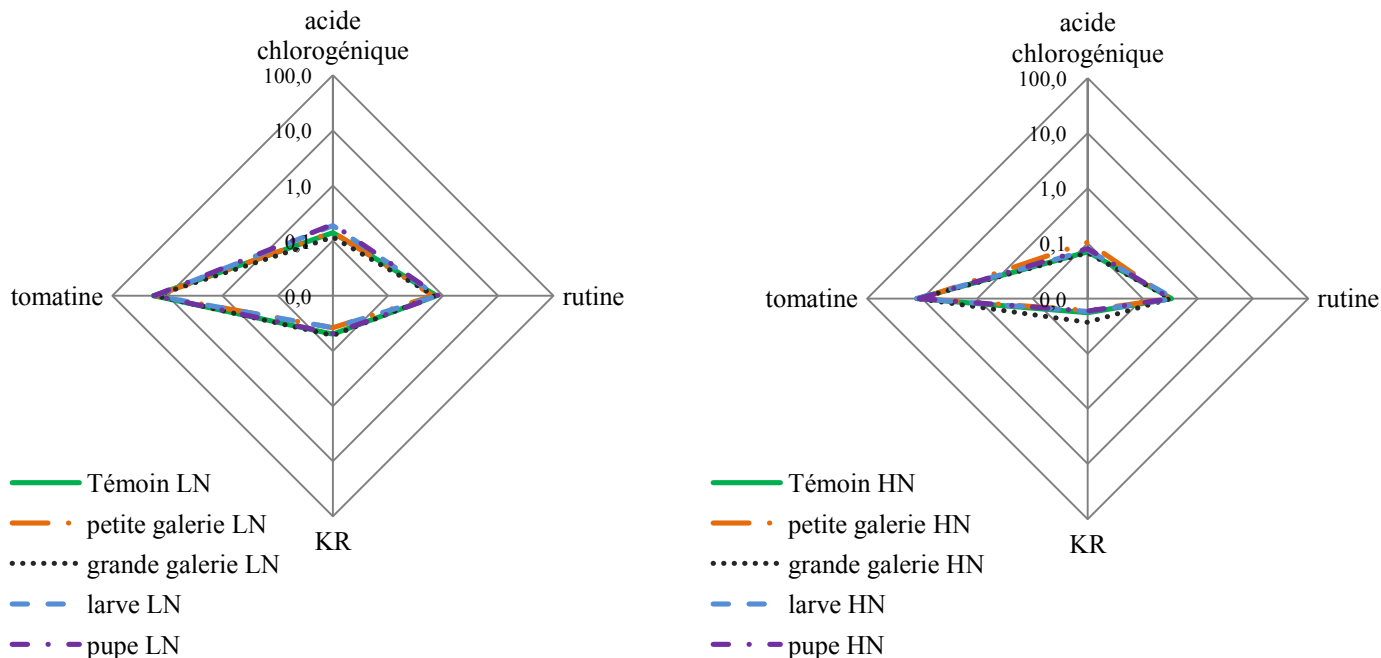 acide
chlorogénique
100,0
10,0
1,0
0,1
0,0
tomatine
rutine
KR
Témoin LN
petite galerie LN
grande galerie LN
larve LN
pupe LN
acide
chlorogénique
100,0
10,0
1,0
0,1
0,0
tomatine
rutine
KR
Témoin HN
petite galerie HN
grande galerie HN
larve HN
pupe HN